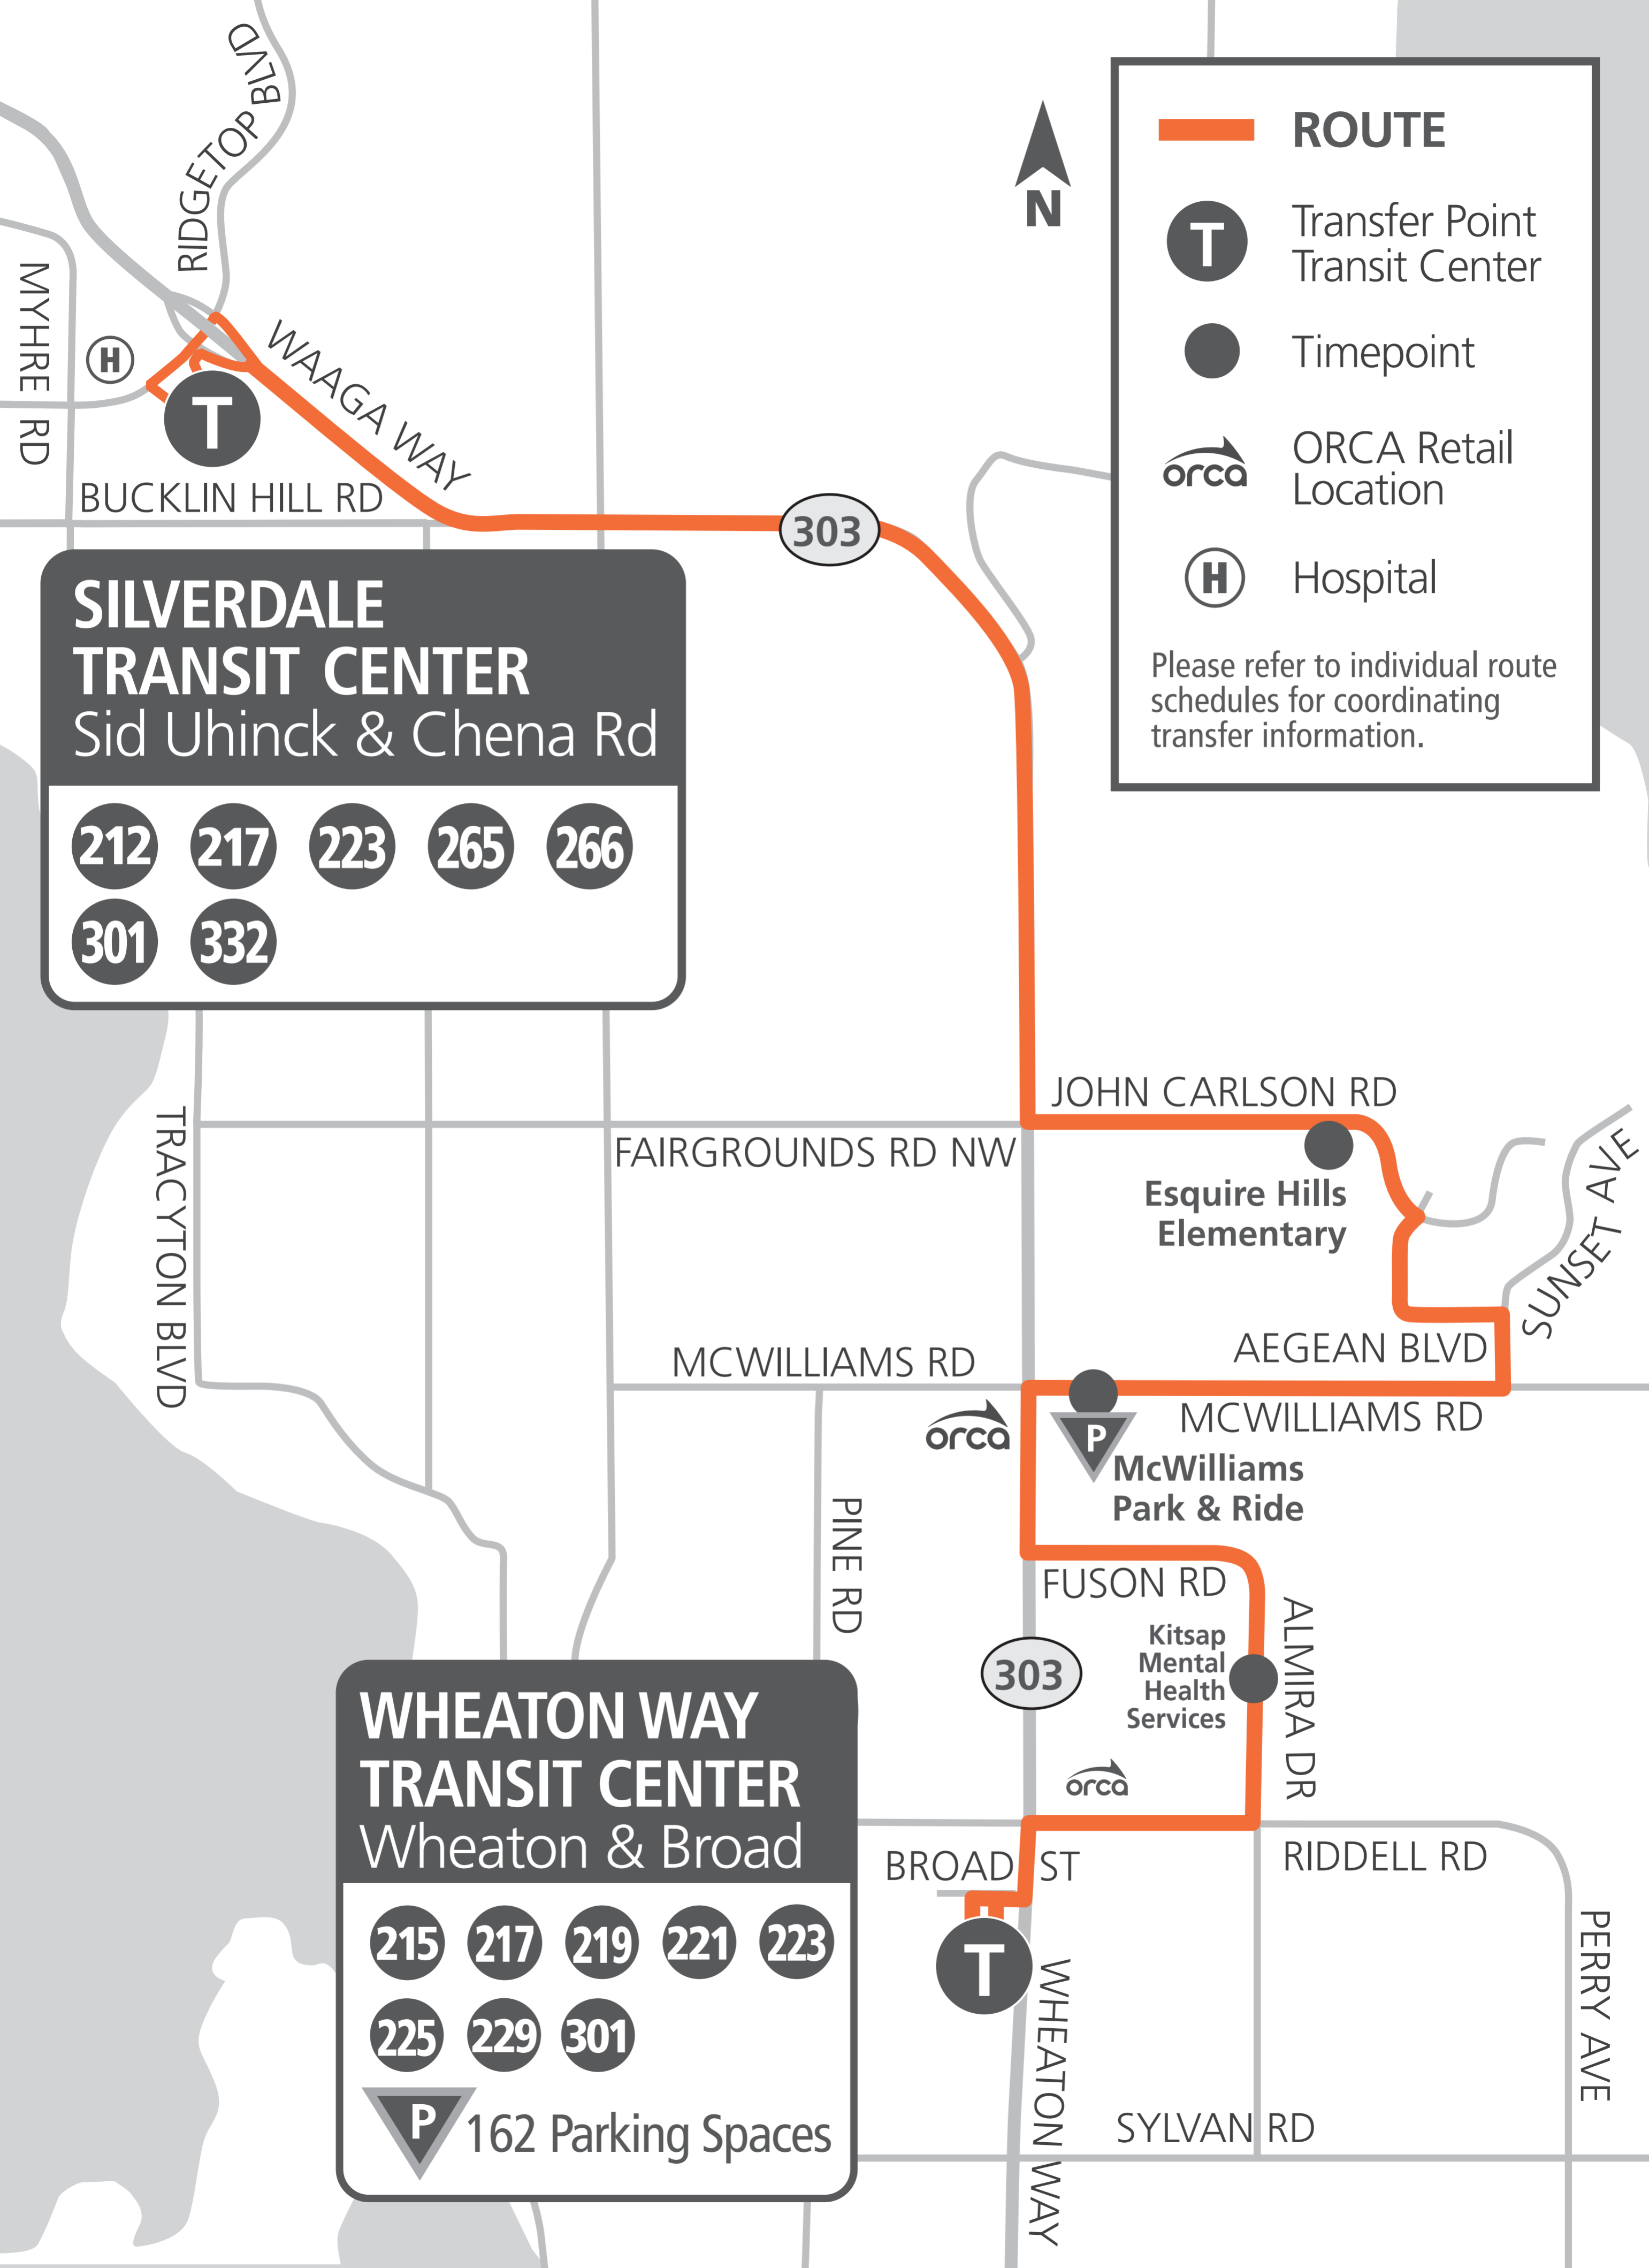 RIDGETOP BLVD
MYHRE RD
H
T
WAAGA WAY
BUCKLIN HILL RD
303
N
ROUTE
T
Transfer Point
Transit Center
Timepoint
orca
ORCA Retail
Location
H
Hospital
Please refer to individual route
schedules for coordinating
transfer information.
SILVERDALE
TRANSIT CENTER
Sid Uhinck & Chena Rd
212 217 223 265 266
301 332
TRACYTON BLVD
JOHN CARLSON RD
FAIRGROUNDS RD NW
Esquire Hills
Elementary
SUNSET AVE
AEGEAN BLVD
MCWILLIAMS RD
MCWILLIAMS RD
orca
P
McWilliams
Park & Ride
PINE RD
FUSON RD
303
Kitsap
Mental
Health
Services
ALMIRA DR
orca
WHEATON WAY
TRANSIT CENTER
Wheaton & Broad
215 217 219 221 223
225 229 301
P 162 Parking Spaces
BROAD ST
RIDDELL RD
T
WHEATON WAY
PERRY AVE
SYLVAN RD